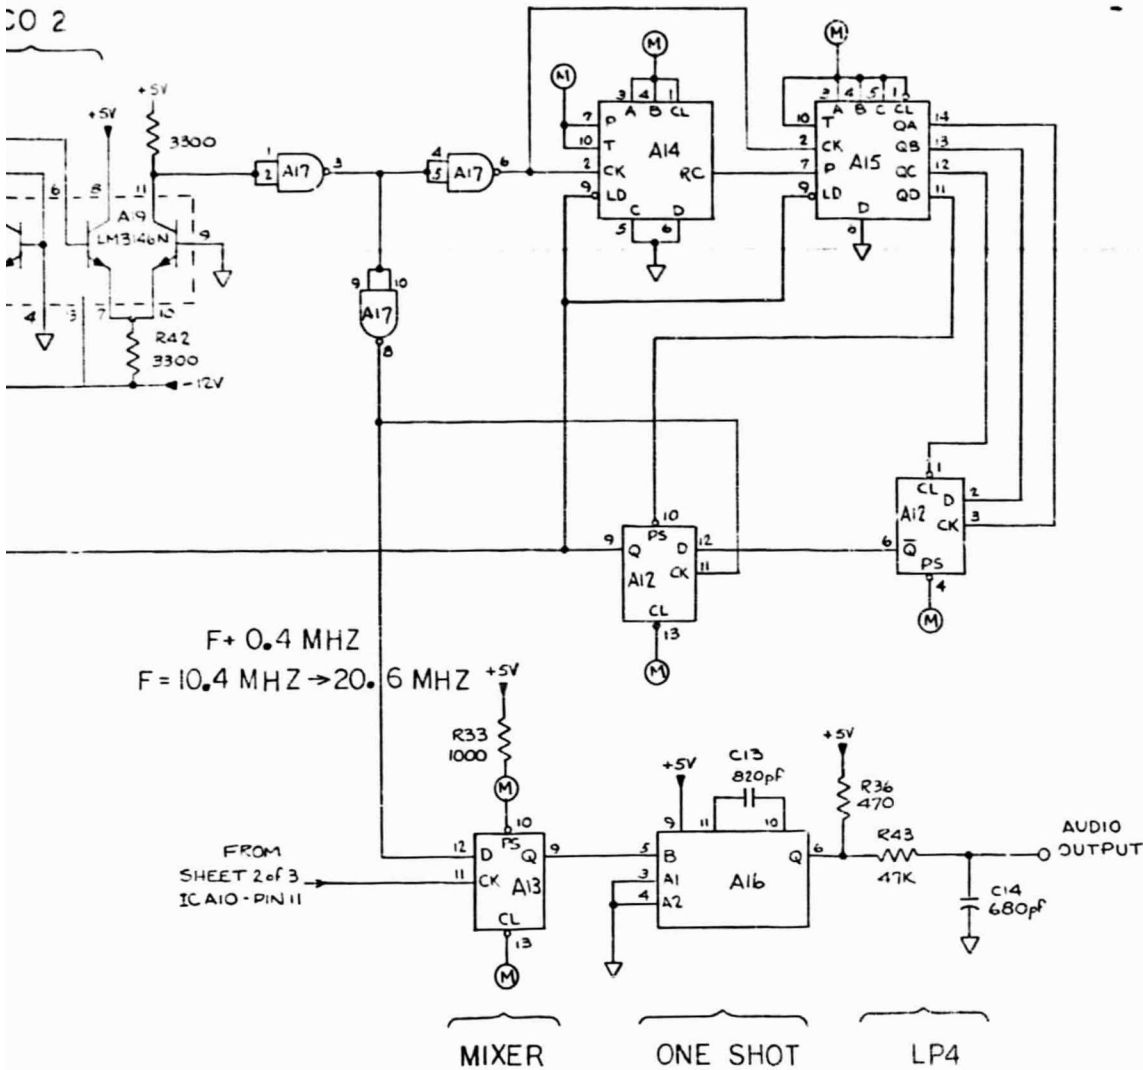 CO 2
+5V
+5V
3300
6
8
11
A19
LM3146N
9
4
3
7
10
R42
3300
-12V
1
2
A17
3
4
5
A17
6
9
10
A17
8
M
M
3
4
1
A
B
CL
7
P
10
T
2
CK
9
LD
A14
RC
C
D
5
6
M
3
4
5
1
A
B
C
CL
10
T
2
CK
7
P
9
LD
A15
QA
14
QB
13
QC
12
QD
11
D
6
1
CL
D
2
A12
CK
3
6
Q̅
PS
4
M
10
PS
9
Q
D
12
A12
CK
11
CL
13
M
F + 0.4 MHZ
F = 10.4 MHZ → 20.6 MHZ
+5V
R33
1000
M
10
PS
12
D
Q
9
11
CK
A13
CL
13
M
FROM
SHEET 2 of 3
IC A10 - PIN 11
+5V
C13
820pf
9
11
10
5
B
3
A1
4
A2
A16
Q
6
+5V
R36
470
R43
47K
C14
680pf
AUDIO
OUTPUT
MIXER
ONE SHOT
LP4